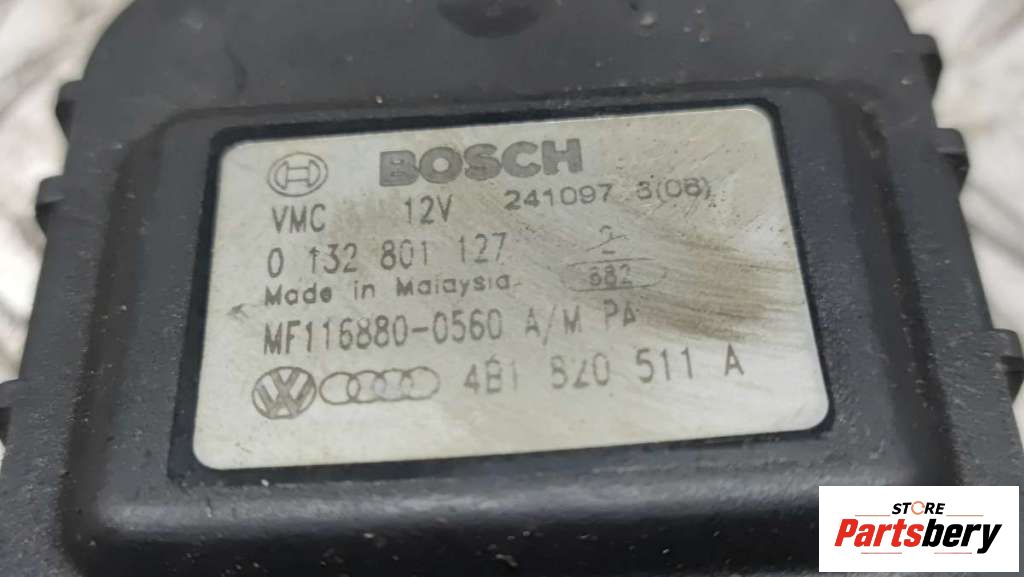 BOSCH
VMC 12V 241097 3(06)
0 132 801 127 2
Made in Malaysia 682
MF116880-0560 A/M PA
4B1 820 511 A
STORE
Partsbery